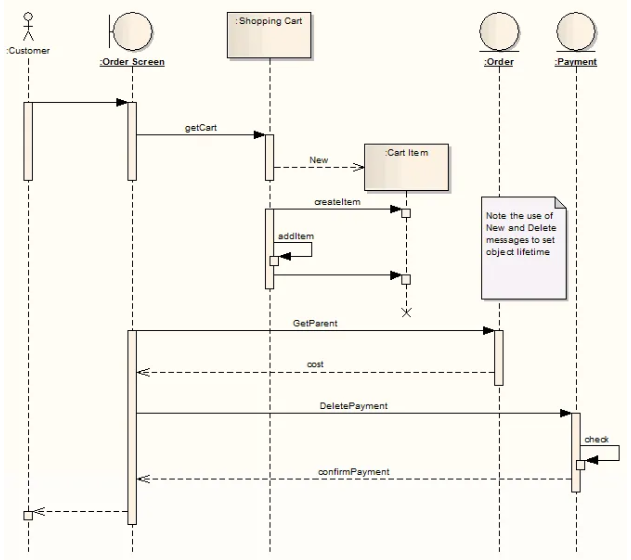 :Customer
:Order Screen
:Shopping Cart
:Order
:Payment
getCart
New
:Cart Item
createItem
Note the use of
New and Delete
messages to set
object lifetime
addItem
GetParent
cost
DeletePayment
check
confirmPayment